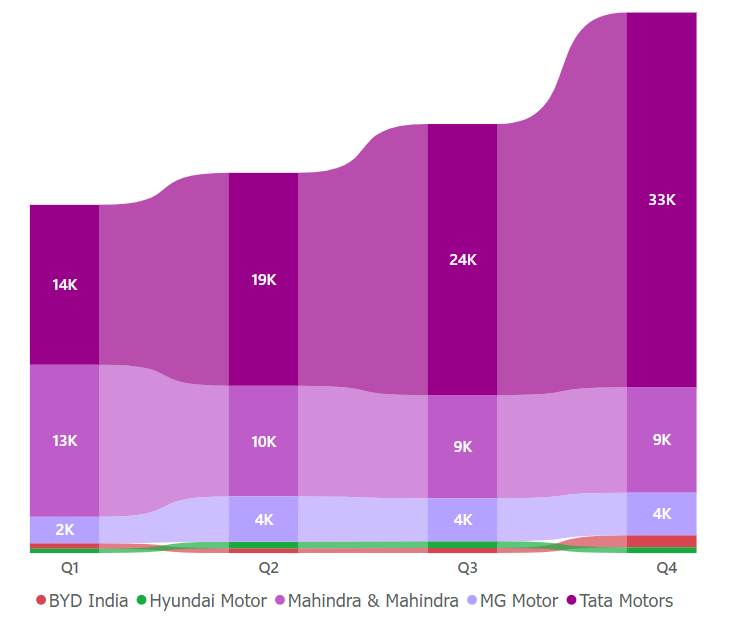 33K
24K
19K
14K
13K
10K
9K
9K
2K
4K
4K
4K
Q1 Q2 Q3 Q4
BYD India Hyundai Motor Mahindra & Mahindra MG Motor Tata Motors